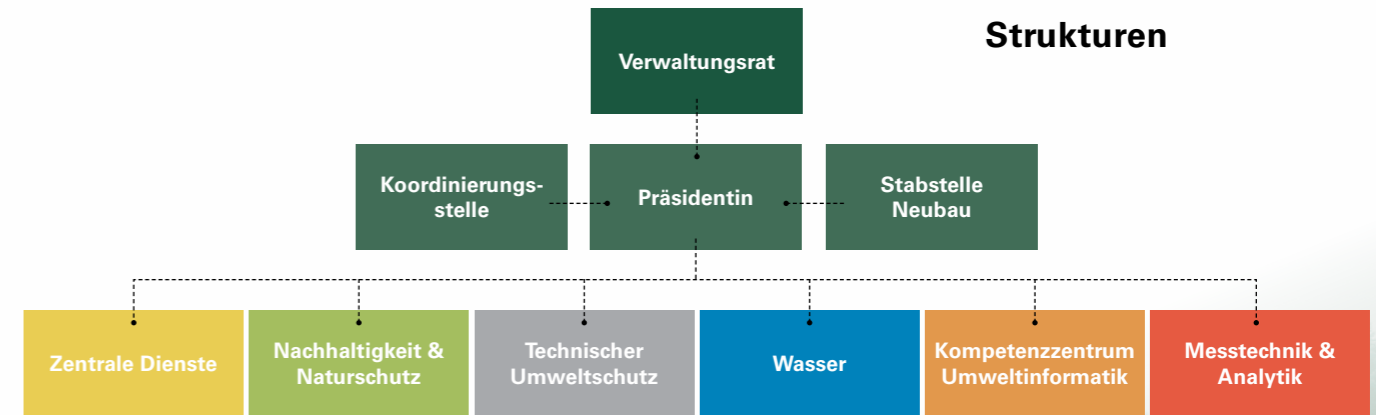 Strukturen
Verwaltungsrat
Koordinierungs-
stelle
Präsidentin
Stabstelle
Neubau
Zentrale Dienste
Nachhaltigkeit &
Naturschutz
Technischer
Umweltschutz
Wasser
Kompetenzzentrum
Umweltinformatik
Messtechnik &
Analytik